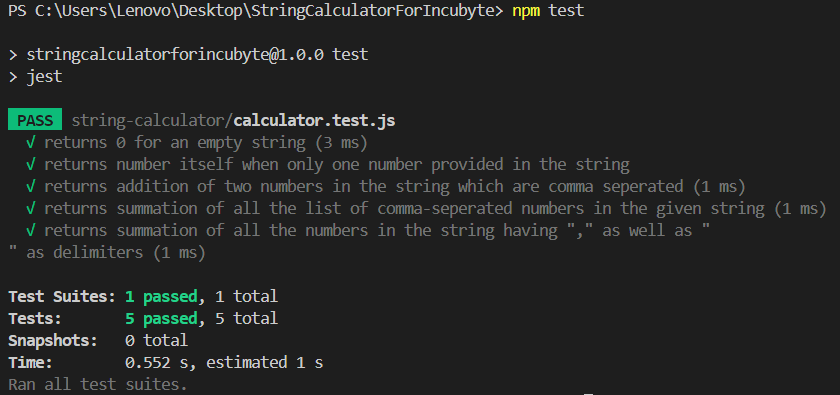 PS C:\Users\Lenovo\Desktop\StringCalculatorForIncubyte> npm test
> stringcalculatorforincubyte@1.0.0 test
> jest
PASS string-calculator/calculator.test.js
√ returns 0 for an empty string (3 ms)
√ returns number itself when only one number provided in the string
√ returns addition of two numbers in the string which are comma seperated (1 ms)
√ returns summation of all the list of comma-seperated numbers in the given string (1 ms)
√ returns summation of all the numbers in the string having "," as well as "
" as delimiters (1 ms)
Test Suites: 1 passed, 1 total
Tests: 5 passed, 5 total
Snapshots: 0 total
Time: 0.552 s, estimated 1 s
Ran all test suites.